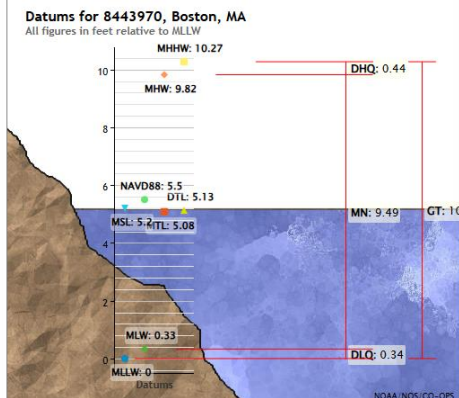 Datums for 8443970, Boston, MA
All figures in feet relative to MLLW
MHHW: 10.27
10
DHQ: 0.44
MHW: 9.82
8
6
NAVD88: 5.5
DTL: 5.13
MSL: 5.2
MTL: 5.08
MN: 9.49
GT: 10
4
2
MLW: 0.33
0
DLQ: 0.34
MLLW: 0
Datums
NOAA/NOS/CO-OPS